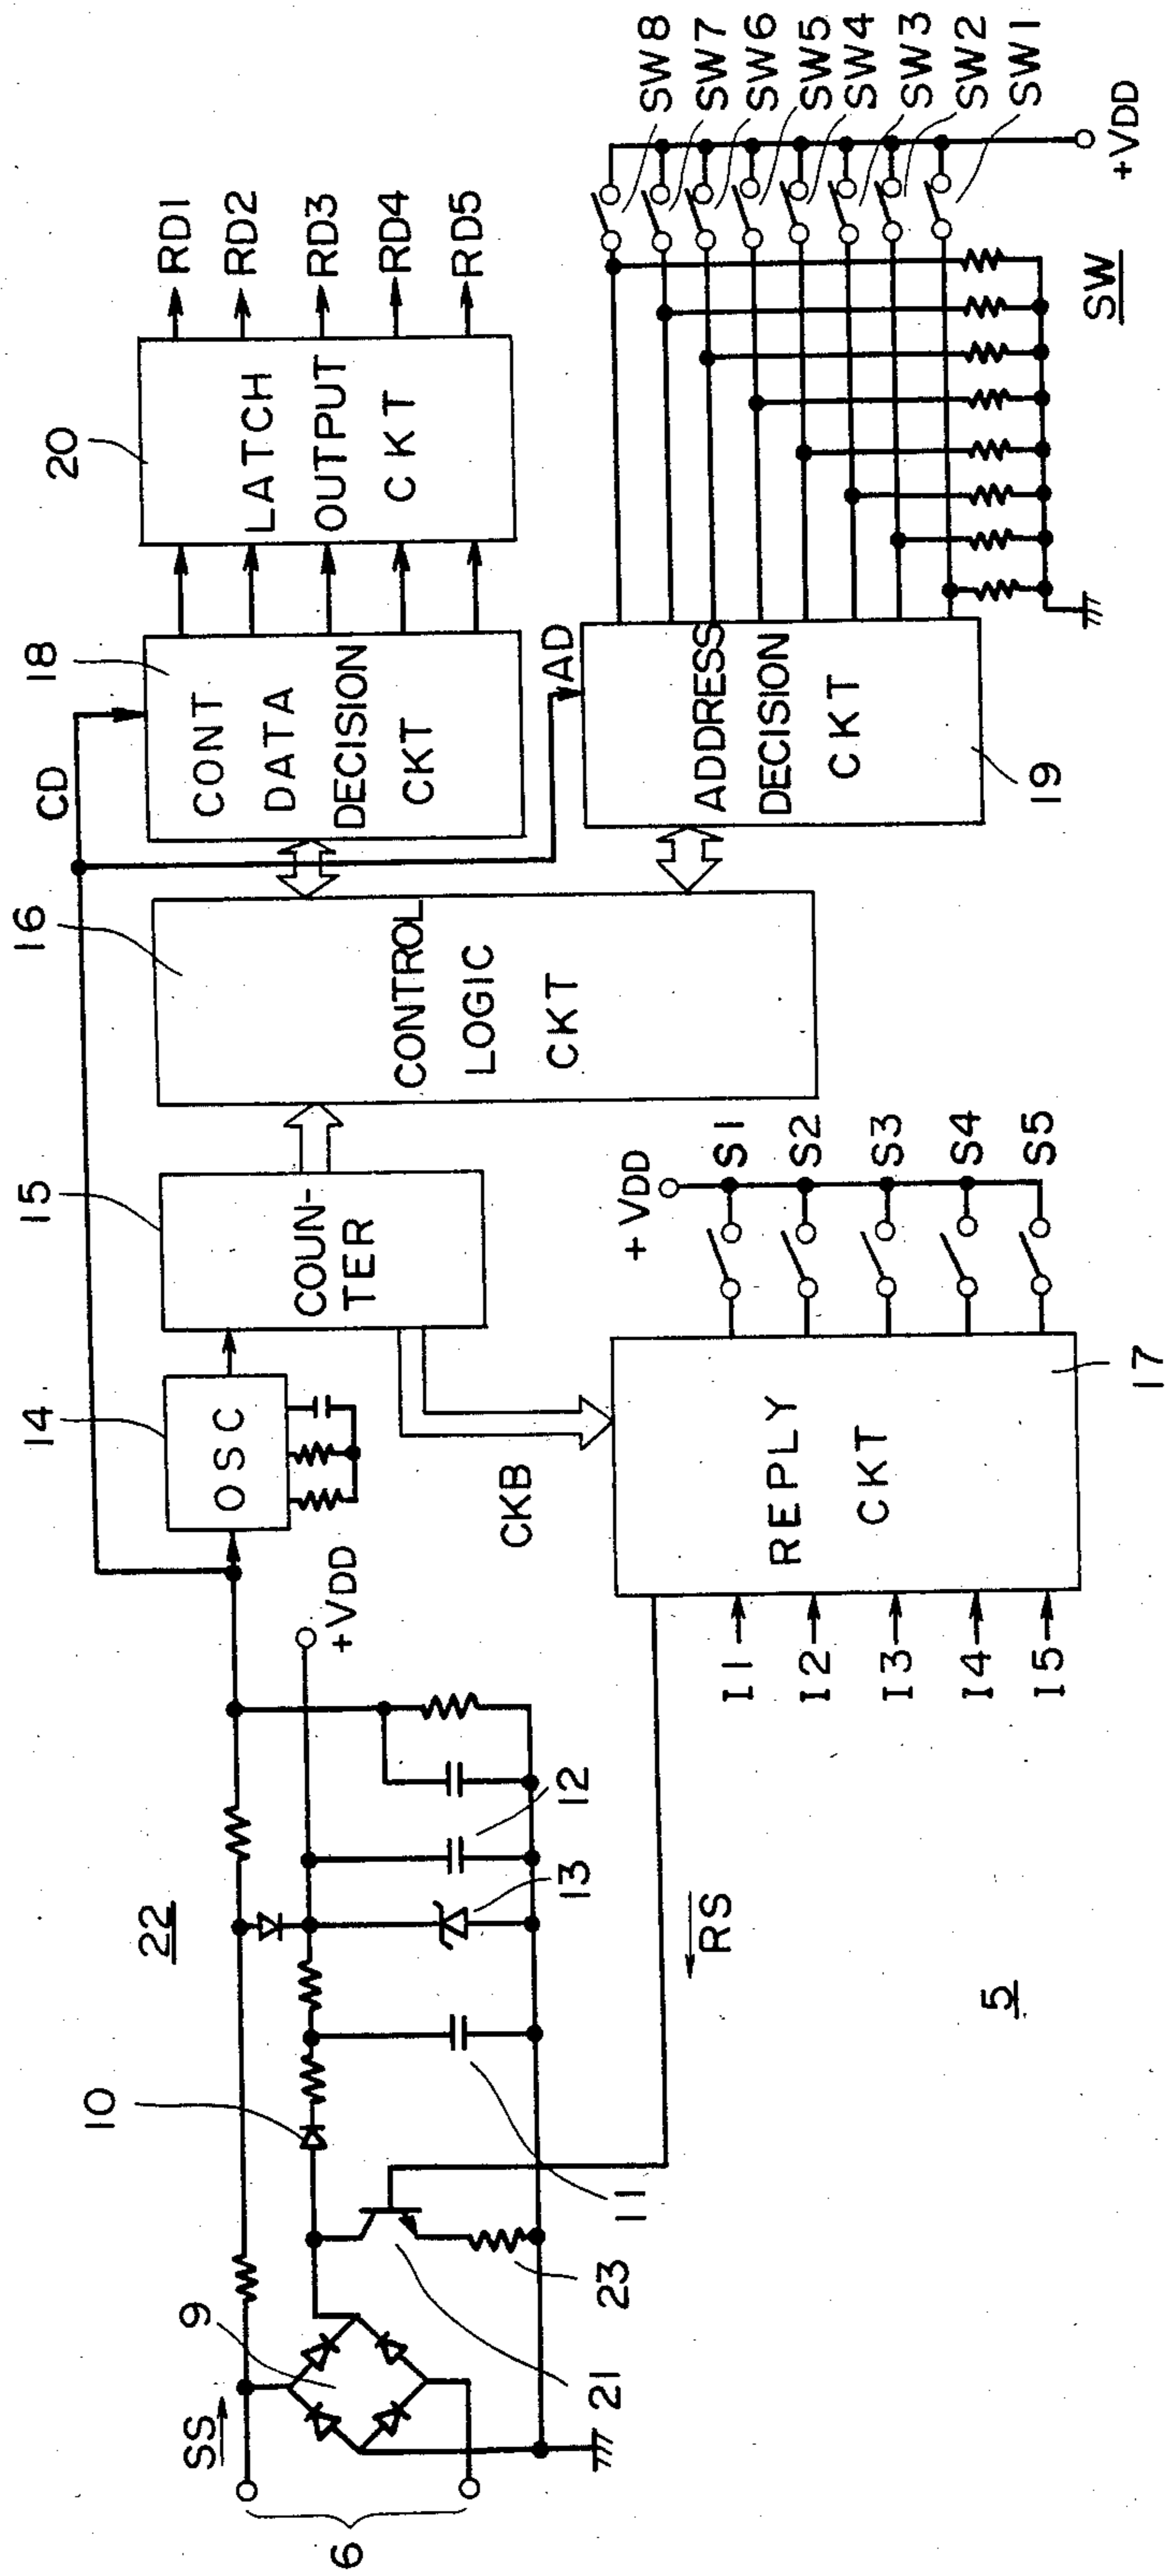 SS
6
9
21
23
10
11
22
13
12
+VDD
14
OSC
15
COUN-
TER
16
CONTROL
LOGIC
CKT
CD
18
CONT
DATA
DECISION
CKT
20
LATCH
OUTPUT
CKT
RD1
RD2
RD3
RD4
RD5
AD
ADDRESS
DECISION
CKT
19
SW8
SW7
SW6
SW5
SW4
SW3
SW2
SW1
+VDD
SW
CKB
REPLY
CKT
17
I1
I2
I3
I4
I5
+VDD
S1
S2
S3
S4
S5
RS
5